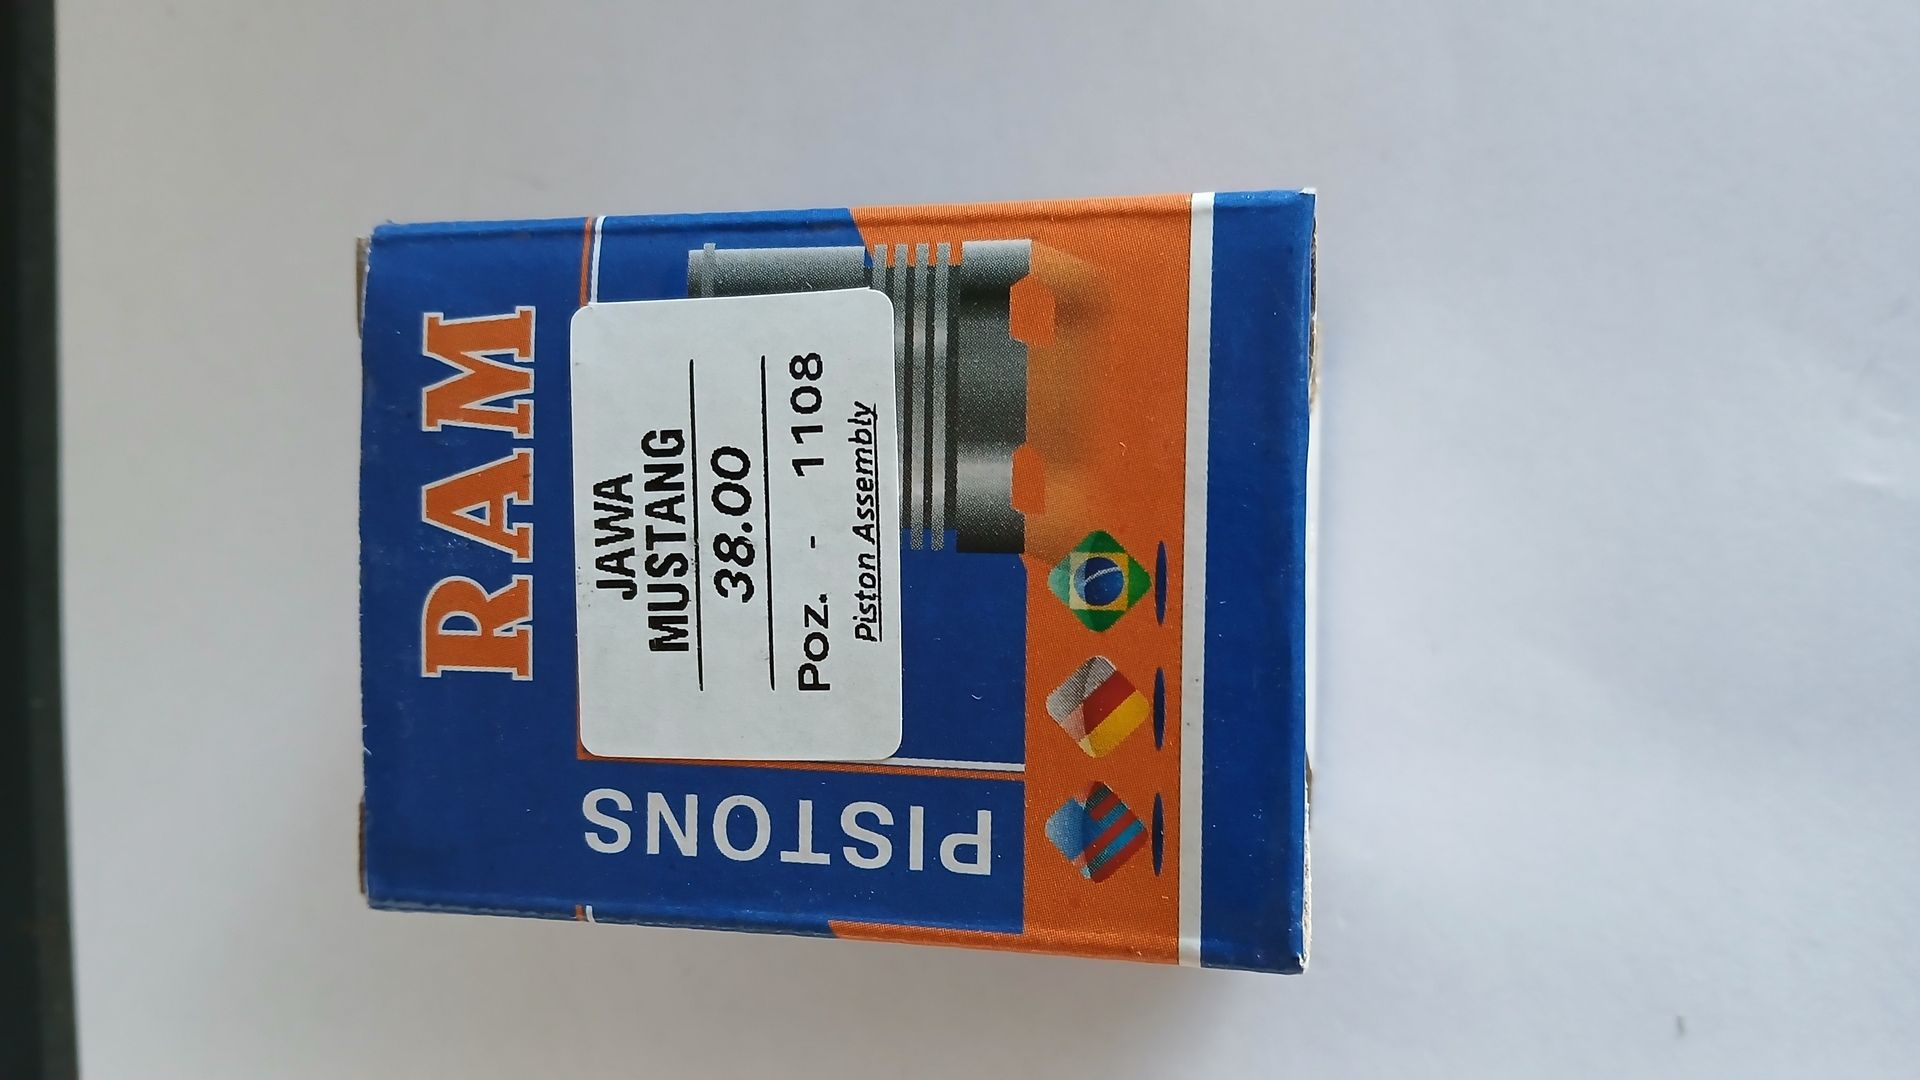 RAM
JAWA
MUSTANG
38.00
Poz. - 1108
Piston Assembly
PISTONS